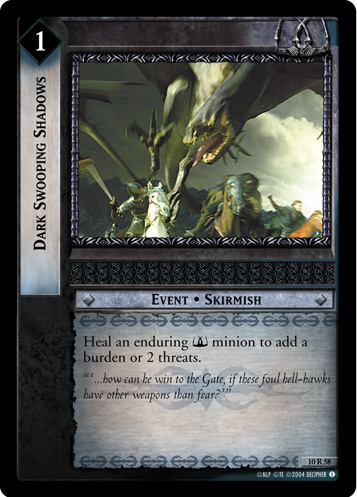 1
DARK SWOOPING SHADOWS
EVENT • SKIRMISH
Heal an enduring minion to add a
burden or 2 threats.
"‘...how can he win to the Gate, if these foul hell-hawks
have other weapons than fear?’"
10 R 58
©NLP ©TE ©2004 DECIPHER